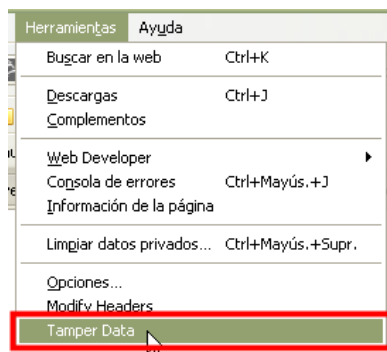 Herramientas Ayuda
Buscar en la web Ctrl+K
Descargas Ctrl+J
Complementos
Web Developer
Consola de errores Ctrl+Mayús.+J
Información de la página
Limpiar datos privados... Ctrl+Mayús.+Supr.
Opciones...
Modify Headers
Tamper Data